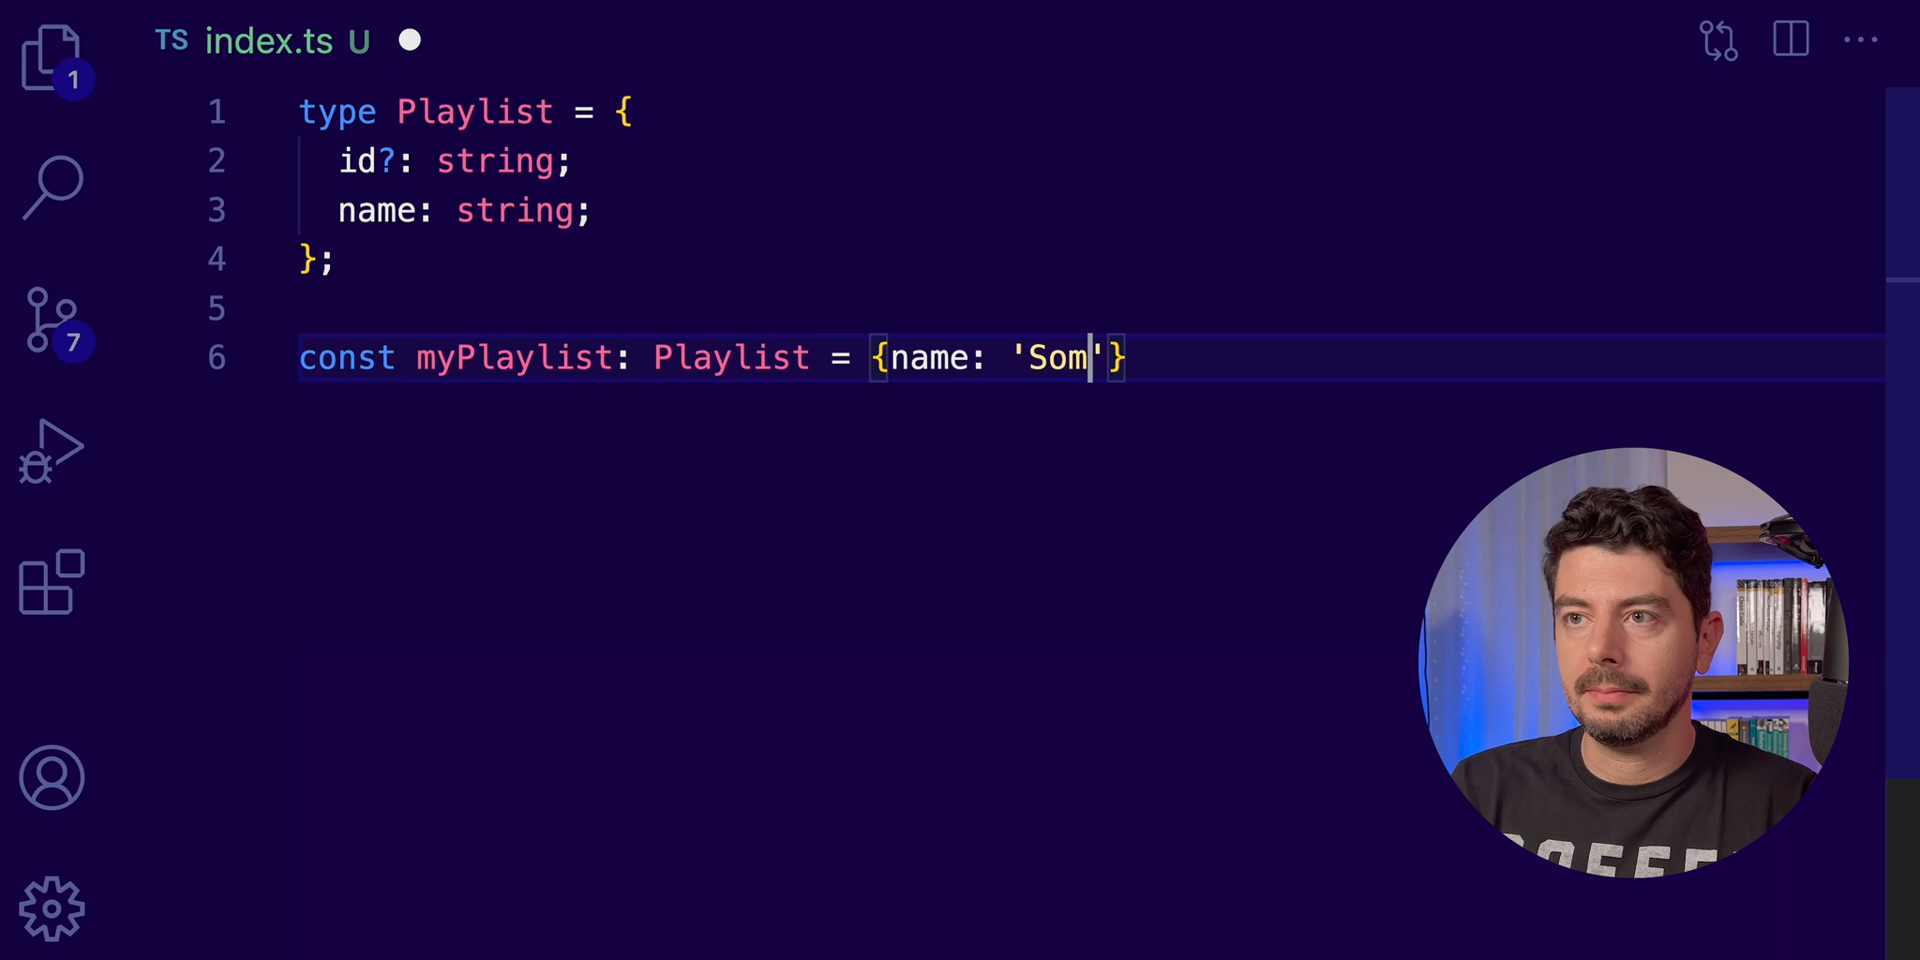 TS index.ts U
1
1 type Playlist = {
2 id?: string;
3 name: string;
4 };
5
7
6 const myPlaylist: Playlist = {name: 'Som'}